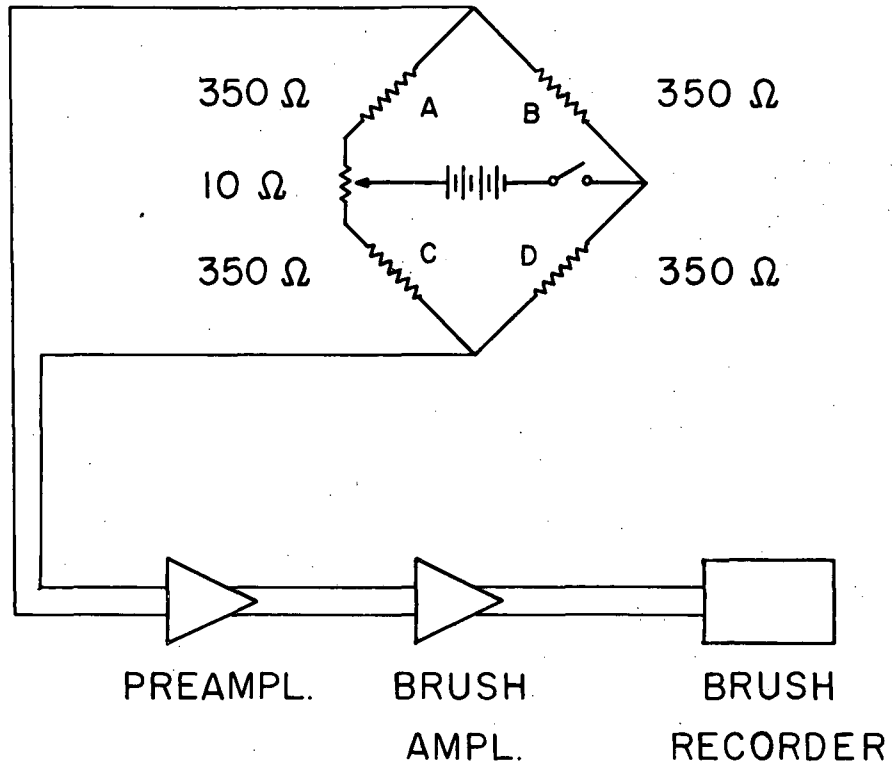 350 Ω
A
B
350 Ω
10 Ω
350 Ω
C
D
350 Ω
PREAMPL.
BRUSH
AMPL.
BRUSH
RECORDER